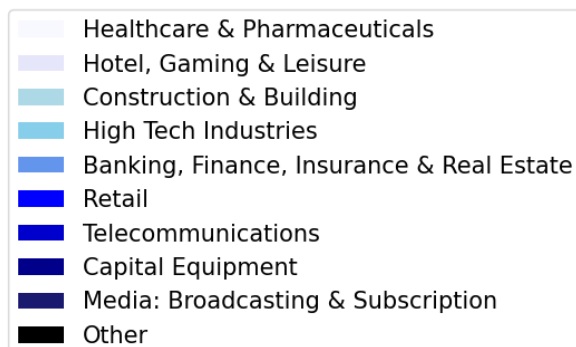 Healthcare & Pharmaceuticals
Hotel, Gaming & Leisure
Construction & Building
High Tech Industries
Banking, Finance, Insurance & Real Estate
Retail
Telecommunications
Capital Equipment
Media: Broadcasting & Subscription
Other